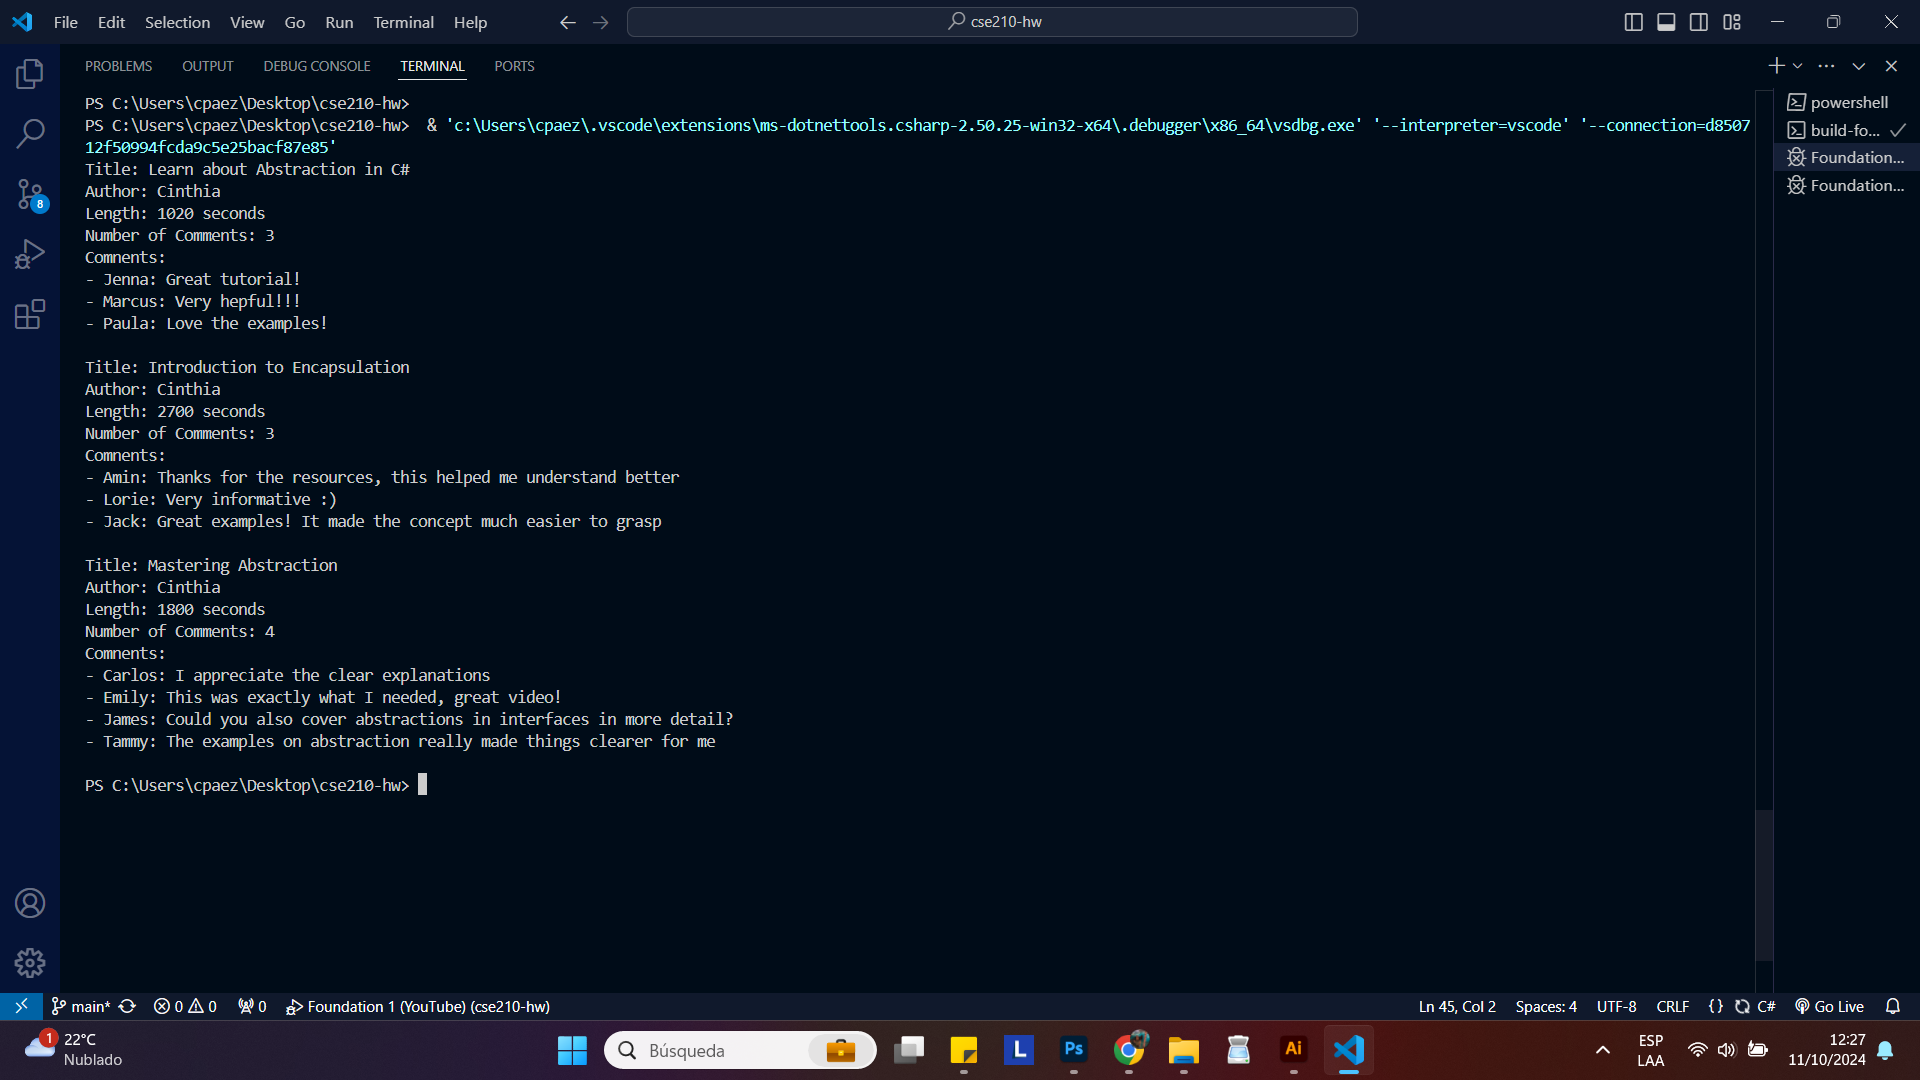 File Edit Selection View Go Run Terminal Help
cse210-hw
PROBLEMS OUTPUT DEBUG CONSOLE TERMINAL PORTS
PS C:\Users\cpaez\Desktop\cse210-hw>
PS C:\Users\cpaez\Desktop\cse210-hw>  & 'c:\Users\cpaez\.vscode\extensions\ms-dotnettools.csharp-2.50.25-win32-x64\.debugger\x86_64\vsdbg.exe' '--interpreter=vscode' '--connection=d8507
12f50994fcda9c5e25bacf87e85'
Title: Learn about Abstraction in C#
Author: Cinthia
Length: 1020 seconds
Number of Comments: 3
Comments:
- Jenna: Great tutorial!
- Marcus: Very hepful!!!
- Paula: Love the examples!
Title: Introduction to Encapsulation
Author: Cinthia
Length: 2700 seconds
Number of Comments: 3
Comments:
- Amin: Thanks for the resources, this helped me understand better
- Lorie: Very informative :)
- Jack: Great examples! It made the concept much easier to grasp
Title: Mastering Abstraction
Author: Cinthia
Length: 1800 seconds
Number of Comments: 4
Comments:
- Carlos: I appreciate the clear explanations
- Emily: This was exactly what I needed, great video!
- James: Could you also cover abstractions in interfaces in more detail?
- Tammy: The examples on abstraction really made things clearer for me
PS C:\Users\cpaez\Desktop\cse210-hw>
powershell
build-fo...
Foundation...
Foundation...
8
main* 0 0 0 Foundation 1 (YouTube) (cse210-hw)
Ln 45, Col 2 Spaces: 4 UTF-8 CRLF {} C# Go Live
1
22°C
Nublado
Búsqueda
L
Ps
Ai
ESP
LAA
12:27
11/10/2024